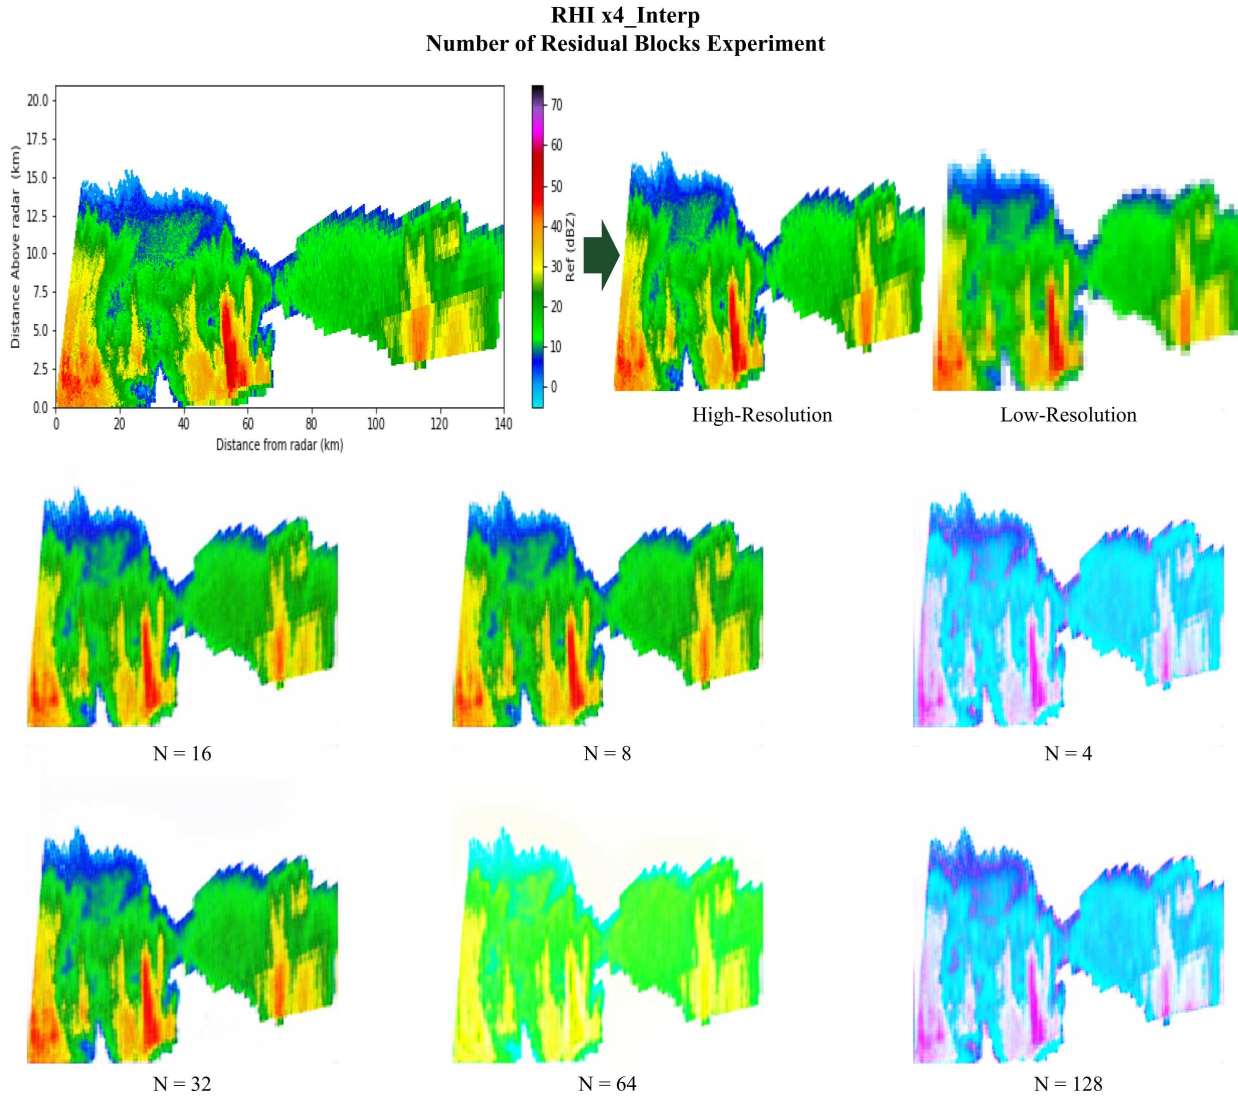 RHI x4_Interp
Number of Residual Blocks Experiment
Distance Above radar (km)
20.0
17.5
15.0
12.5
10.0
7.5
5.0
2.5
0.0
0 20 40 60 80 100 120 140
Distance from radar (km)
70
60
50
40
30
20
10
0
Ref (dBZ)
High-Resolution
Low-Resolution
N = 16
N = 8
N = 4
N = 32
N = 64
N = 128